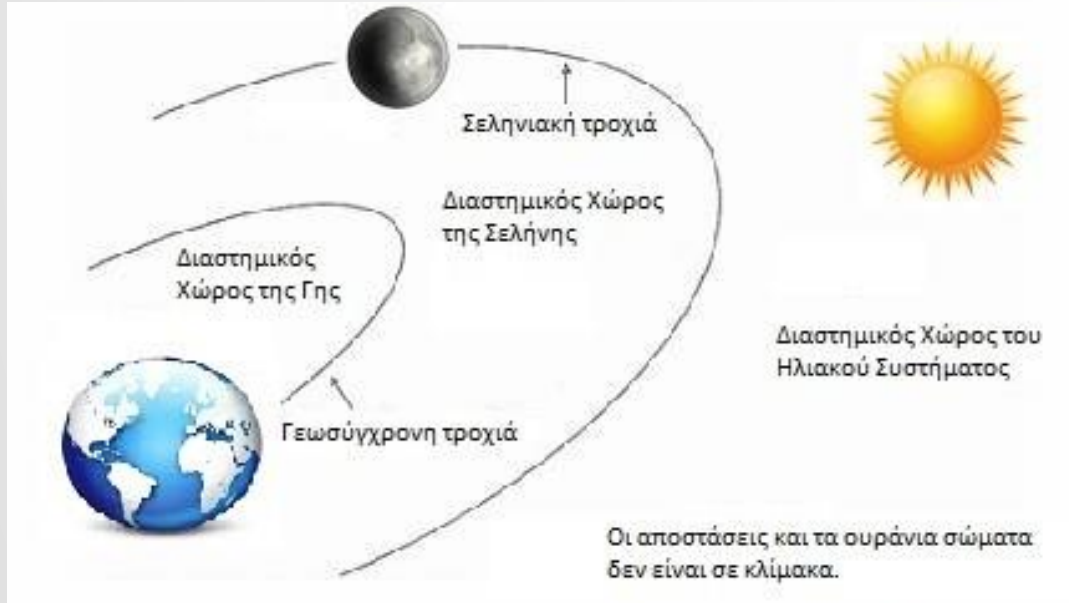 Σεληνιακή τροχιά
Διαστημικός Χώρος
της Σελήνης
Διαστημικός
Χώρος της Γης
Διαστημικός Χώρος του
Ηλιακού Συστήματος
Γεωσύγχρονη τροχιά
Οι αποστάσεις και τα ουράνια σώματα
δεν είναι σε κλίμακα.